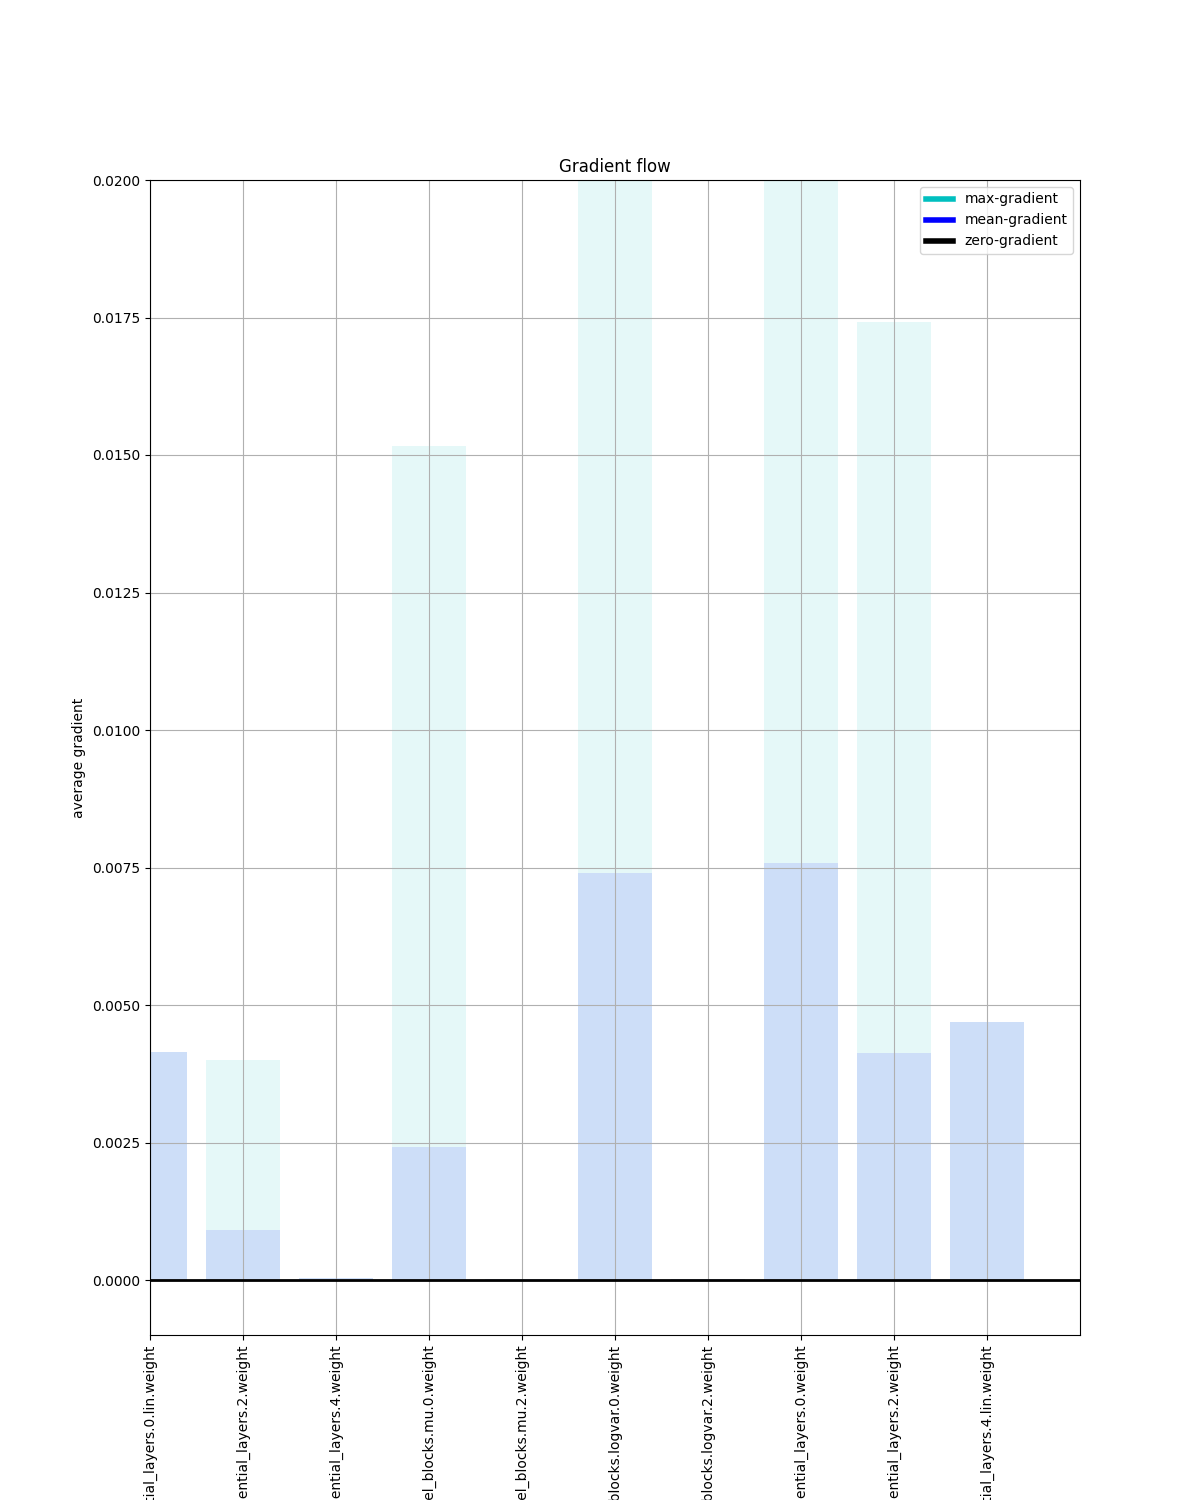 Gradient flow
max-gradient
mean-gradient
zero-gradient
0.0200
0.0175
0.0150
0.0125
0.0100
0.0075
0.0050
0.0025
0.0000
average gradient
tial_layers.0.lin.weight
ential_layers.2.weight
ential_layers.4.weight
el_blocks.mu.0.weight
el_blocks.mu.2.weight
blocks.logvar.0.weight
blocks.logvar.2.weight
ential_layers.0.weight
ential_layers.2.weight
tial_layers.4.lin.weight